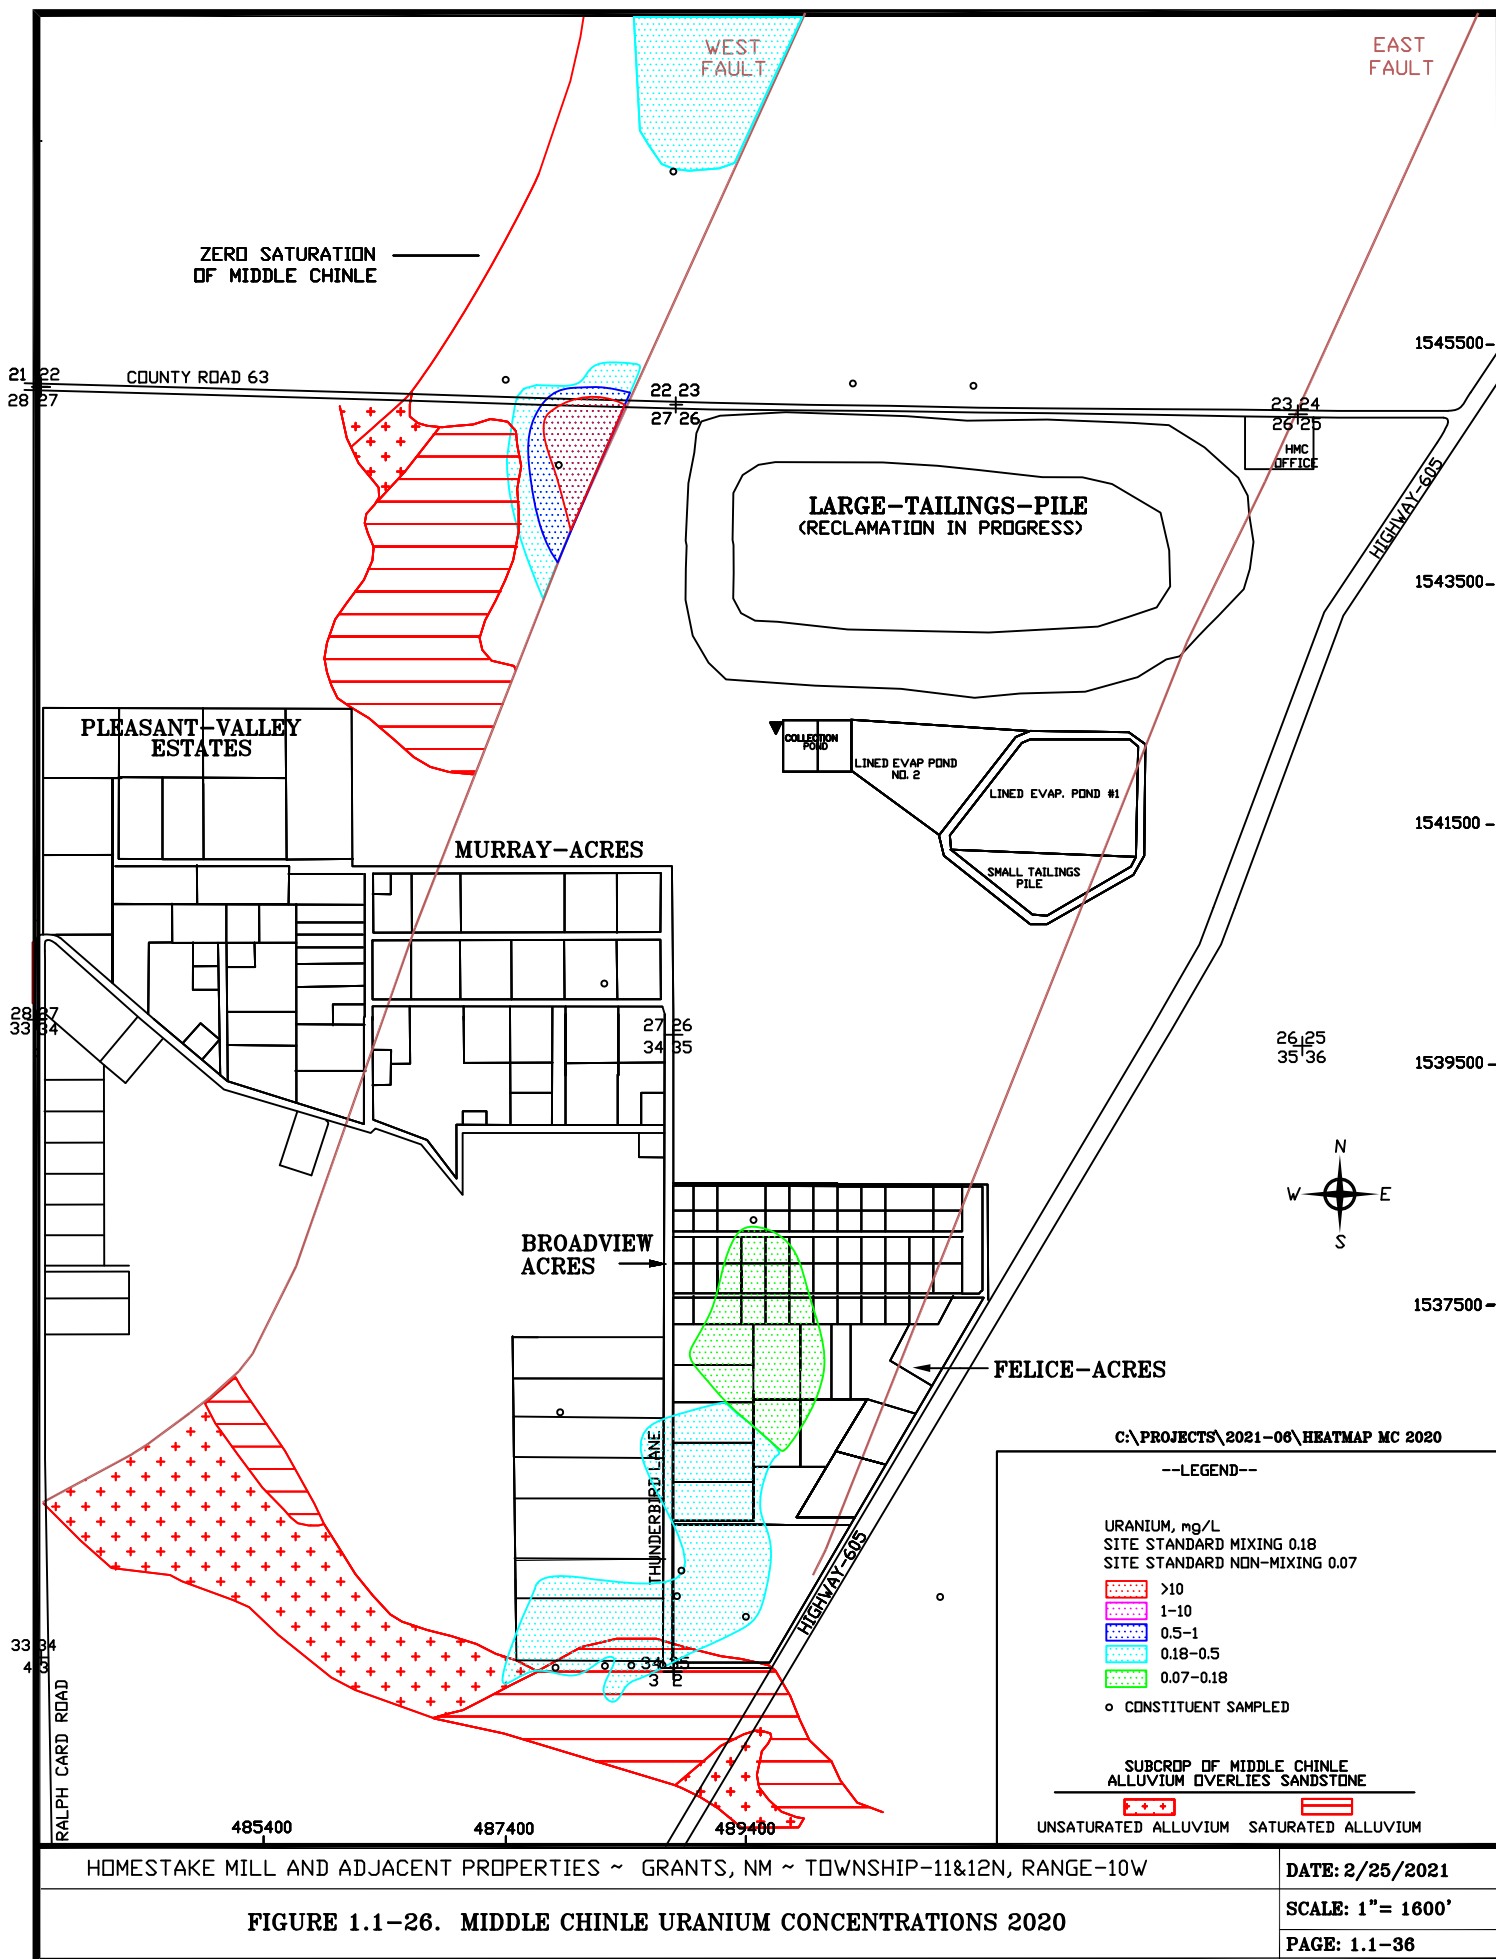 WEST
FAULT
EAST
FAULT
ZERO SATURATION
OF MIDDLE CHINLE
1545500-
21 22
28 27
COUNTY ROAD 63
22 23
27 26
23 24
26 25
HMC
OFFICE
HIGHWAY-605
LARGE-TAILINGS-PILE
(RECLAMATION IN PROGRESS)
1543500-
PLEASANT-VALLEY
ESTATES
COLLECTION
POND
LINED EVAP POND
NO. 2
LINED EVAP. POND #1
1541500-
SMALL TAILINGS
PILE
MURRAY-ACRES
28 27
33 34
27 26
34 35
26 25
35 36
1539500-
N
W E
S
BROADVIEW
ACRES
1537500-
FELICE-ACRES
THUNDERBIRD LANE
HIGHWAY-605
C:\PROJECTS\2021-06\HEATMAP MC 2020
--LEGEND--
URANIUM, mg/L
SITE STANDARD MIXING 0.18
SITE STANDARD NON-MIXING 0.07
>10
1-10
0.5-1
0.18-0.5
0.07-0.18
CONSTITUENT SAMPLED
SUBCROP OF MIDDLE CHINLE
ALLUVIUM OVERLIES SANDSTONE
UNSATURATED ALLUVIUM SATURATED ALLUVIUM
33 34
4 3
34 35
3 2
RALPH CARD ROAD
485400
487400
489400
HOMESTAKE MILL AND ADJACENT PROPERTIES ~ GRANTS, NM ~ TOWNSHIP-11&12N, RANGE-10W
DATE: 2/25/2021
FIGURE 1.1-26. MIDDLE CHINLE URANIUM CONCENTRATIONS 2020
SCALE: 1"= 1600'
PAGE: 1.1-36